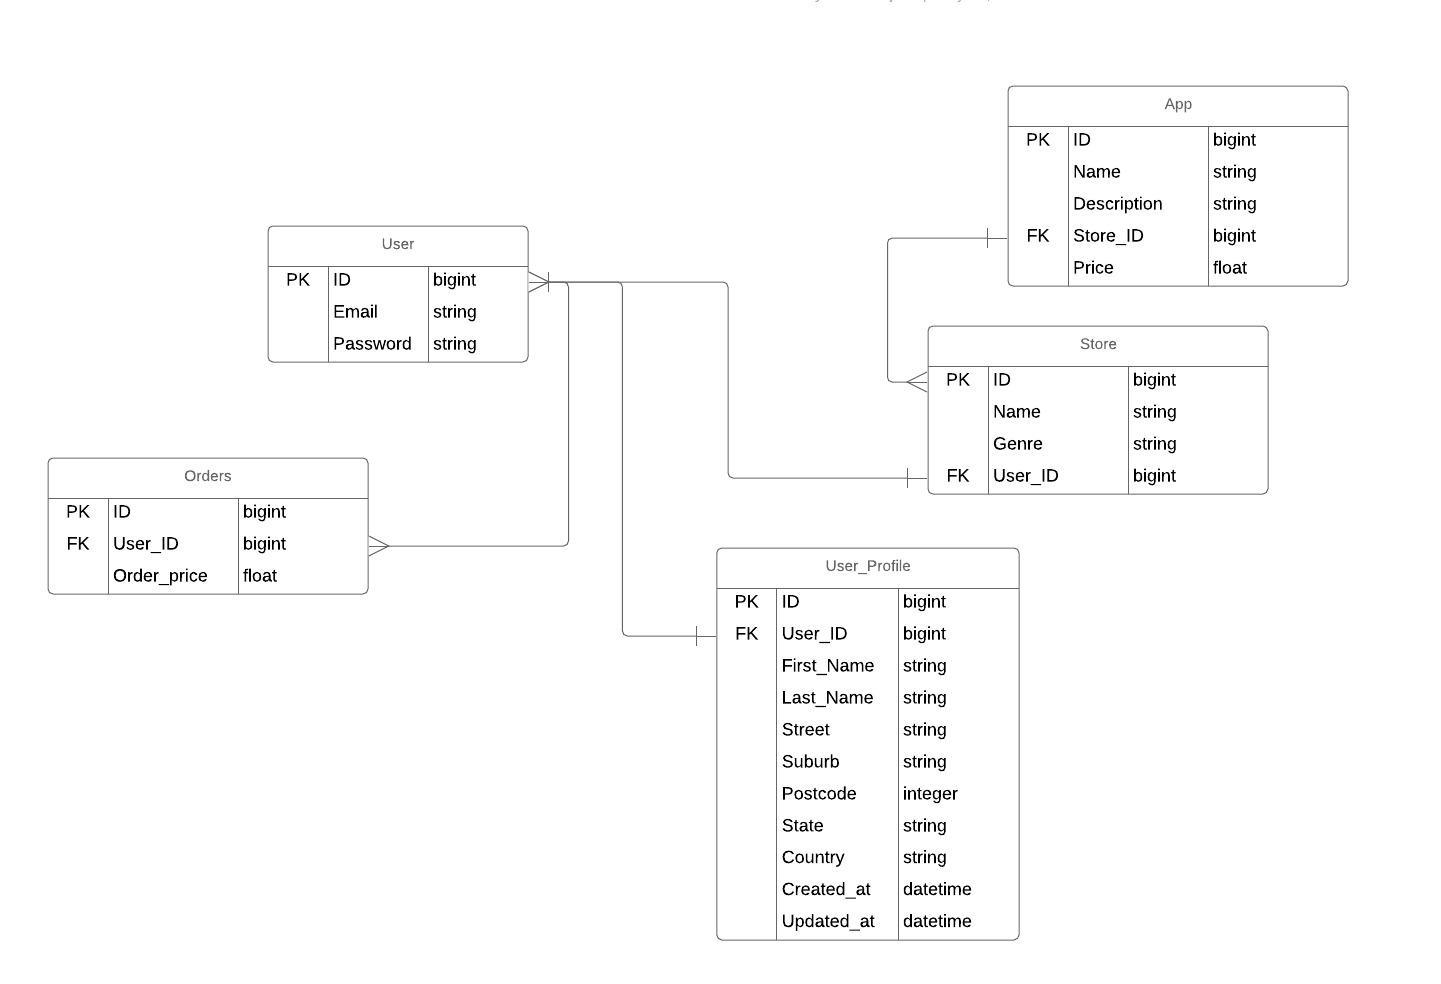 App
PK ID bigint
Name string
Description string
FK Store_ID bigint
Price float
User
PK ID bigint
Email string
Password string
Store
PK ID bigint
Name string
Genre string
FK User_ID bigint
Orders
PK ID bigint
FK User_ID bigint
Order_price float
User_Profile
PK ID bigint
FK User_ID bigint
First_Name string
Last_Name string
Street string
Suburb string
Postcode integer
State string
Country string
Created_at datetime
Updated_at datetime